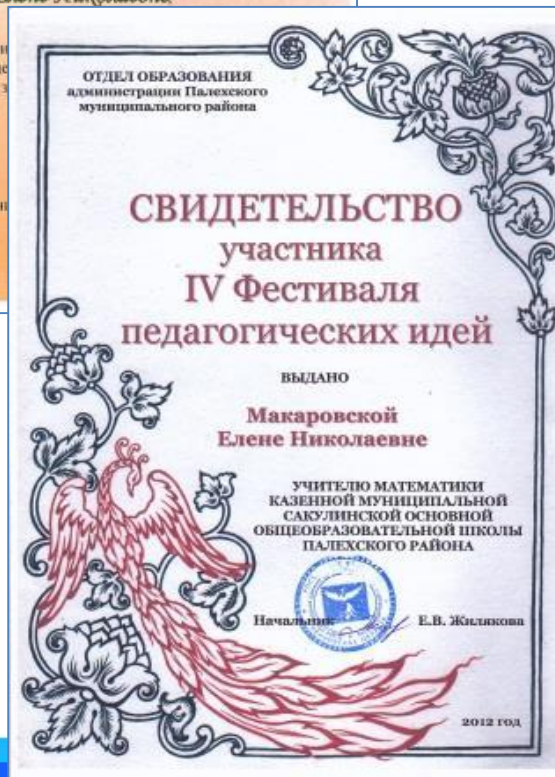 ОТДЕЛ ОБРАЗОВАНИЯ
администрации Палехского
муниципального района
СВИДЕТЕЛЬСТВО
участника
IV Фестиваля
педагогических идей
ВЫДАНО
Макаровской
Елене Николаевне
УЧИТЕЛЮ МАТЕМАТИКИ
КАЗЕННОЙ МУНИЦИПАЛЬНОЙ
САКУЛИНСКОЙ ОСНОВНОЙ
ОБЩЕОБРАЗОВАТЕЛЬНОЙ ШКОЛЫ
ПАЛЕХСКОГО РАЙОНА
Начальник Е.В. Жилякова
2012 ГОД